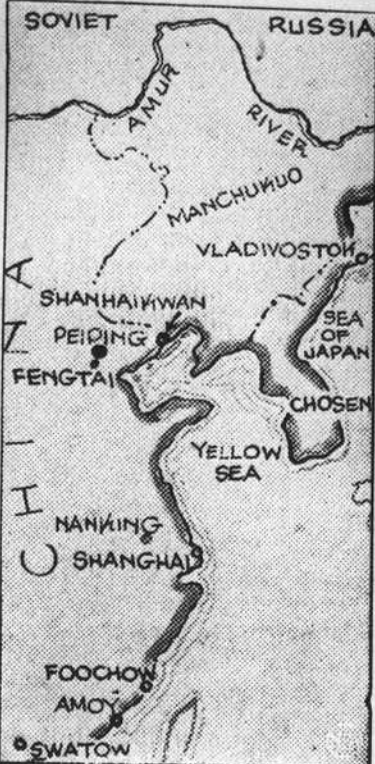 SOVIET RUSSIA
AMUR RIVER
MANCHUKUO
VLADIVOSTOK
SHANHAIKWAN
SEA
OF
JAPAN
PEIPING
FENGTAI
CHOSEN
YELLOW
SEA
CHINA
NANKING
SHANGHAI
FOOCHOW
AMOY
SWATOW